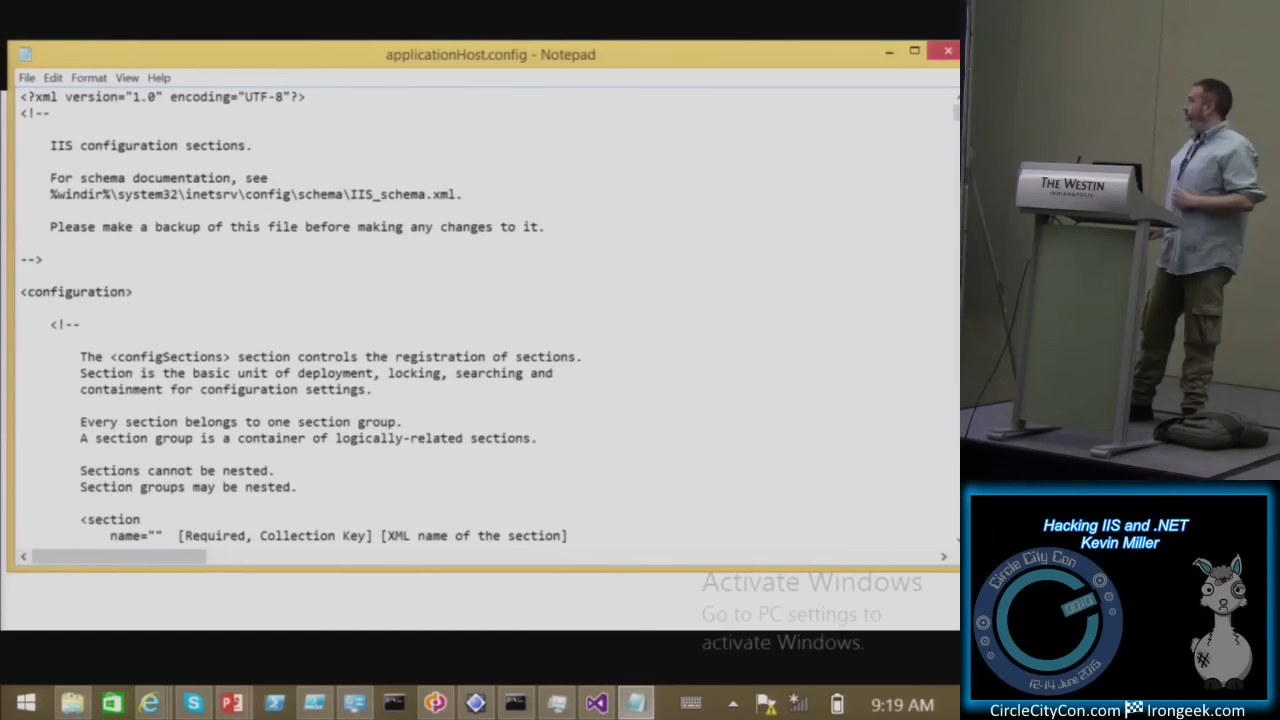 applicationHost.config - Notepad
File Edit Format View Help
<?xml version="1.0" encoding="UTF-8"?>
<!--
IIS configuration sections.
For schema documentation, see
%windir%\system32\inetsrv\config\schema\IIS_schema.xml.
Please make a backup of this file before making any changes to it.
-->
<configuration>
<!--
The <configSections> section controls the registration of sections.
Section is the basic unit of deployment, locking, searching and
containment for configuration settings.
Every section belongs to one section group.
A section group is a container of logically-related sections.
Sections cannot be nested.
Section groups may be nested.
<section
name="" [Required, Collection Key] [XML name of the section]
Activate Windows
Go to PC settings to
activate Windows.
9:19 AM
THE WESTIN
INDIANAPOLIS
Hacking IIS and .NET
Kevin Miller
Circle City Con
12-14 June 2015
CircleCityCon.com Irongeek.com